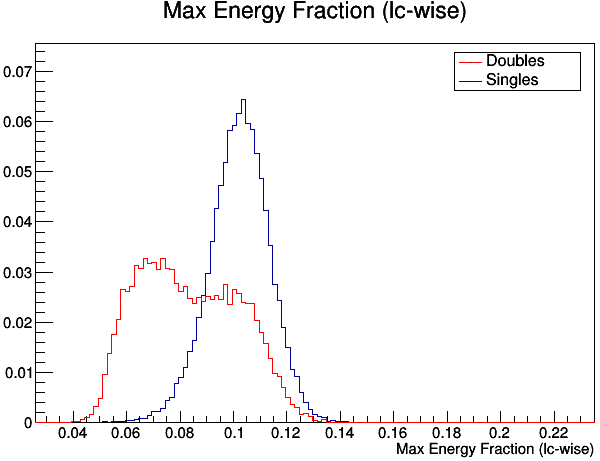 Max Energy Fraction (lc-wise)
Doubles
Singles
0.07
0.06
0.05
0.04
0.03
0.02
0.01
0
0.04 0.06 0.08 0.1 0.12 0.14 0.16 0.18 0.2 0.22
Max Energy Fraction (lc-wise)